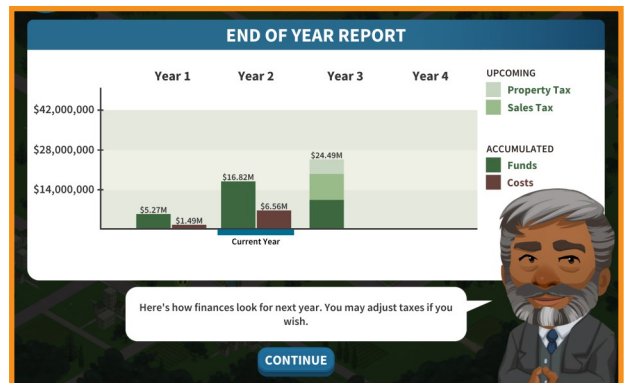 END OF YEAR REPORT
Year 1 Year 2 Year 3 Year 4
UPCOMING
Property Tax
Sales Tax
ACCUMULATED
Funds
Costs
$42,000,000
$28,000,000
$14,000,000
$5.27M
$1.49M
$16.82M
$6.56M
$24.49M
Current Year
Here's how finances look for next year. You may adjust taxes if you
wish.
CONTINUE